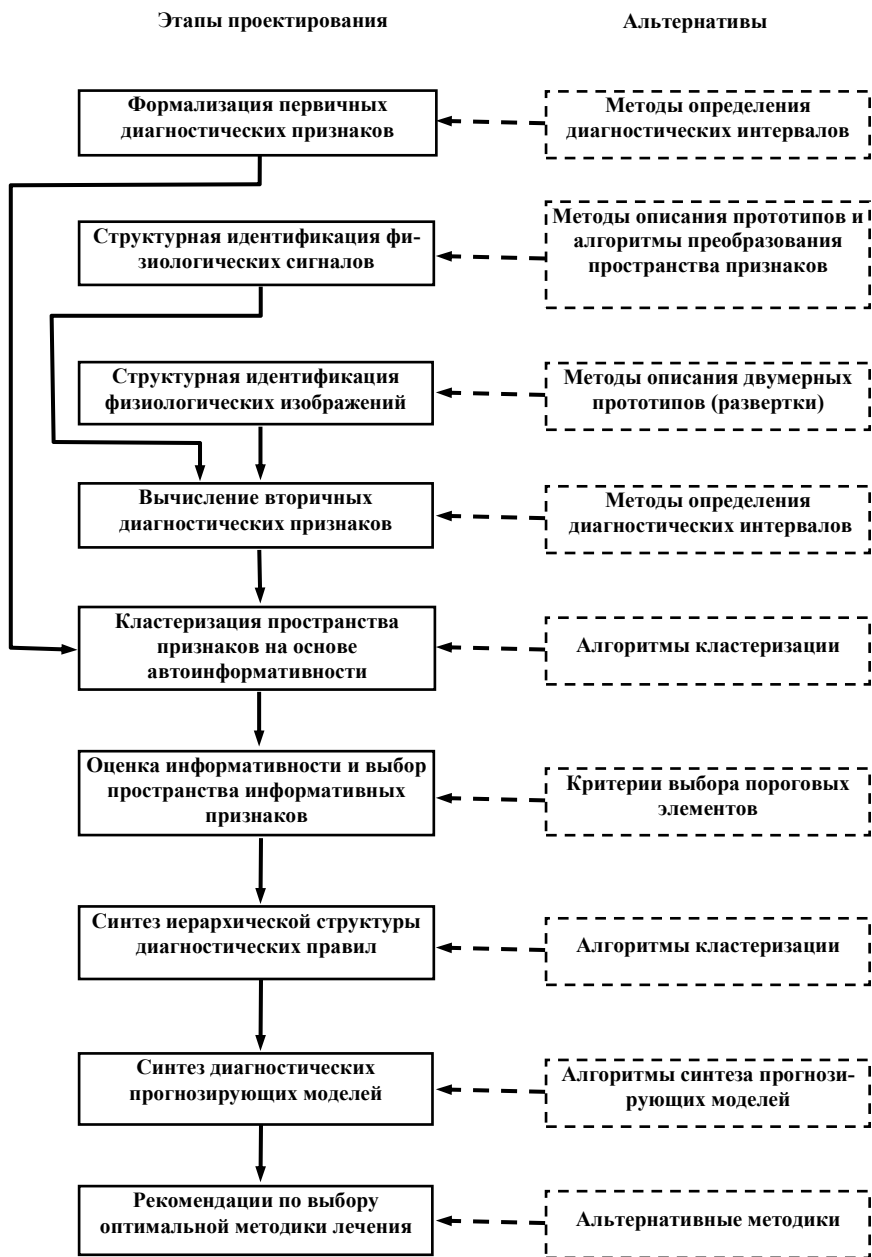 Этапы проектирования
Альтернативы
Формализация первичных
диагностических признаков
Методы определения
диагностических интервалов
Структурная идентификация фи-
зиологических сигналов
Методы описания прототипов и
алгоритмы преобразования
пространства признаков
Структурная идентификация
физиологических изображений
Методы описания двумерных
прототипов (развертки)
Вычисление вторичных
диагностических признаков
Методы определения
диагностических интервалов
Кластеризация пространства
признаков на основе
автоинформативности
Алгоритмы кластеризации
Оценка информативности и выбор
пространства информативных
признаков
Критерии выбора пороговых
элементов
Синтез иерархической структуры
диагностических правил
Алгоритмы кластеризации
Синтез диагностических
прогнозирующих моделей
Алгоритмы синтеза прогнози-
рующих моделей
Рекомендации по выбору
оптимальной методики лечения
Альтернативные методики